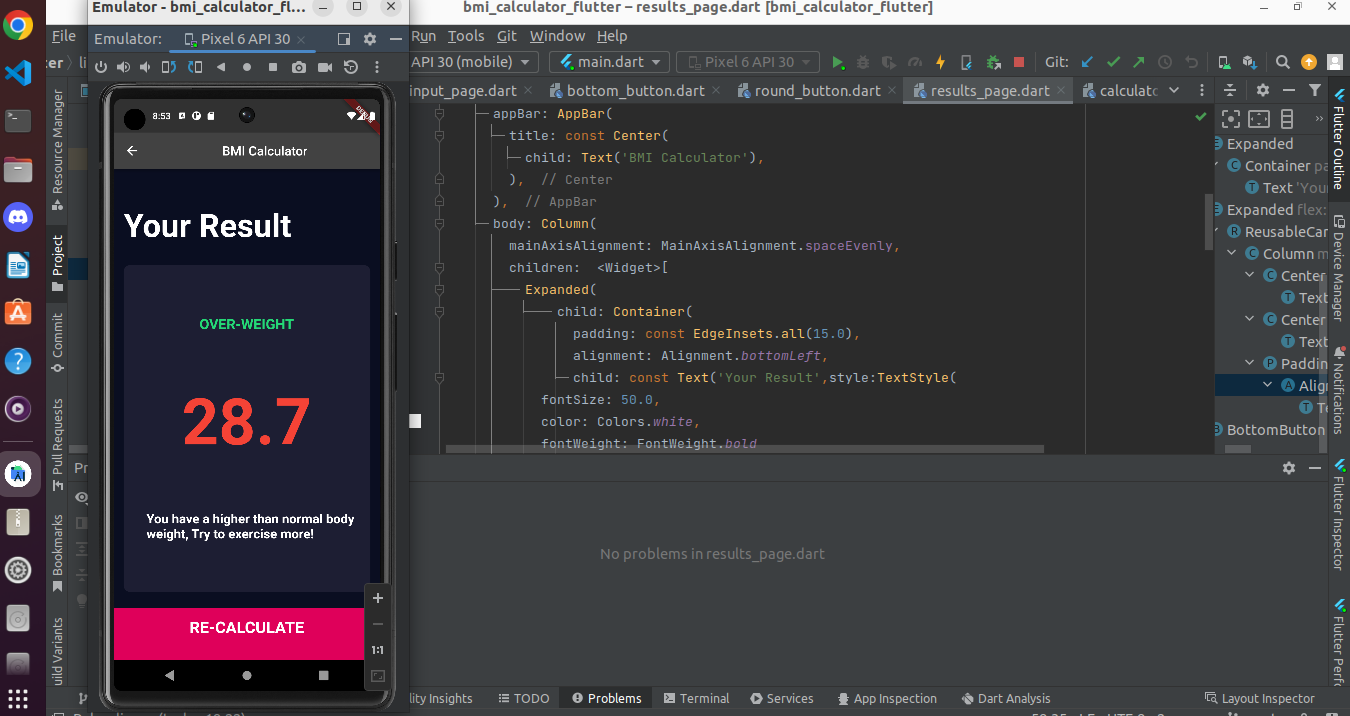 Emulator - bmi_calculator_fl...
bmi_calculator_flutter – results_page.dart [bmi_calculator_flutter]
File
Run Tools Git Window Help
Emulator: Pixel 6 API 30
API 30 (mobile) main.dart Pixel 6 API 30 Git:
input_page.dart bottom_button.dart round_button.dart results_page.dart calculato
Resource Manager
Project
Commit
Pull Requests
Bookmarks
uild Variants
8:53
DEBUG
BMI Calculator
Your Result
OVER-WEIGHT
28.7
You have a higher than normal body
weight, Try to exercise more!
RE-CALCULATE
1:1
appBar: AppBar(
title: const Center(
child: Text('BMI Calculator'),
), // Center
), // AppBar
body: Column(
mainAxisAlignment: MainAxisAlignment.spaceEvenly,
children: <Widget>[
Expanded(
child: Container(
padding: const EdgeInsets.all(15.0),
alignment: Alignment.bottomLeft,
child: const Text('Your Result',style:TextStyle(
fontSize: 50.0,
color: Colors.white,
fontWeight: FontWeight.bold
Expanded
Container pa
Text 'Your
Expanded flex:
ReusableCar
Column m
Center
Text
Center
Text
Paddin
Align
Te
BottomButton
Flutter Outline
Device Manager
Notifications
Flutter Inspector
Flutter Perfo
Pr
No problems in results_page.dart
lity Insights TODO Problems Terminal Services App Inspection Dart Analysis Layout Inspector